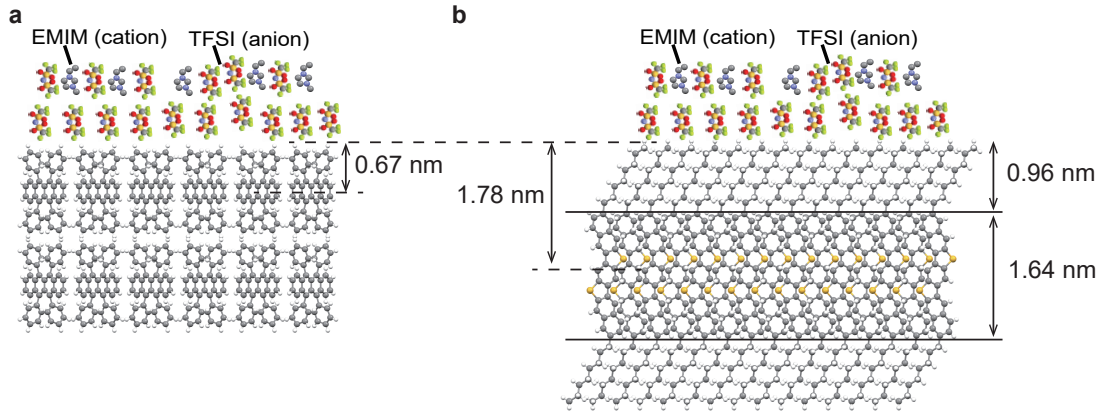 a
EMIM (cation)
TFSI (anion)
0.67 nm
b
EMIM (cation)
TFSI (anion)
1.78 nm
0.96 nm
1.64 nm